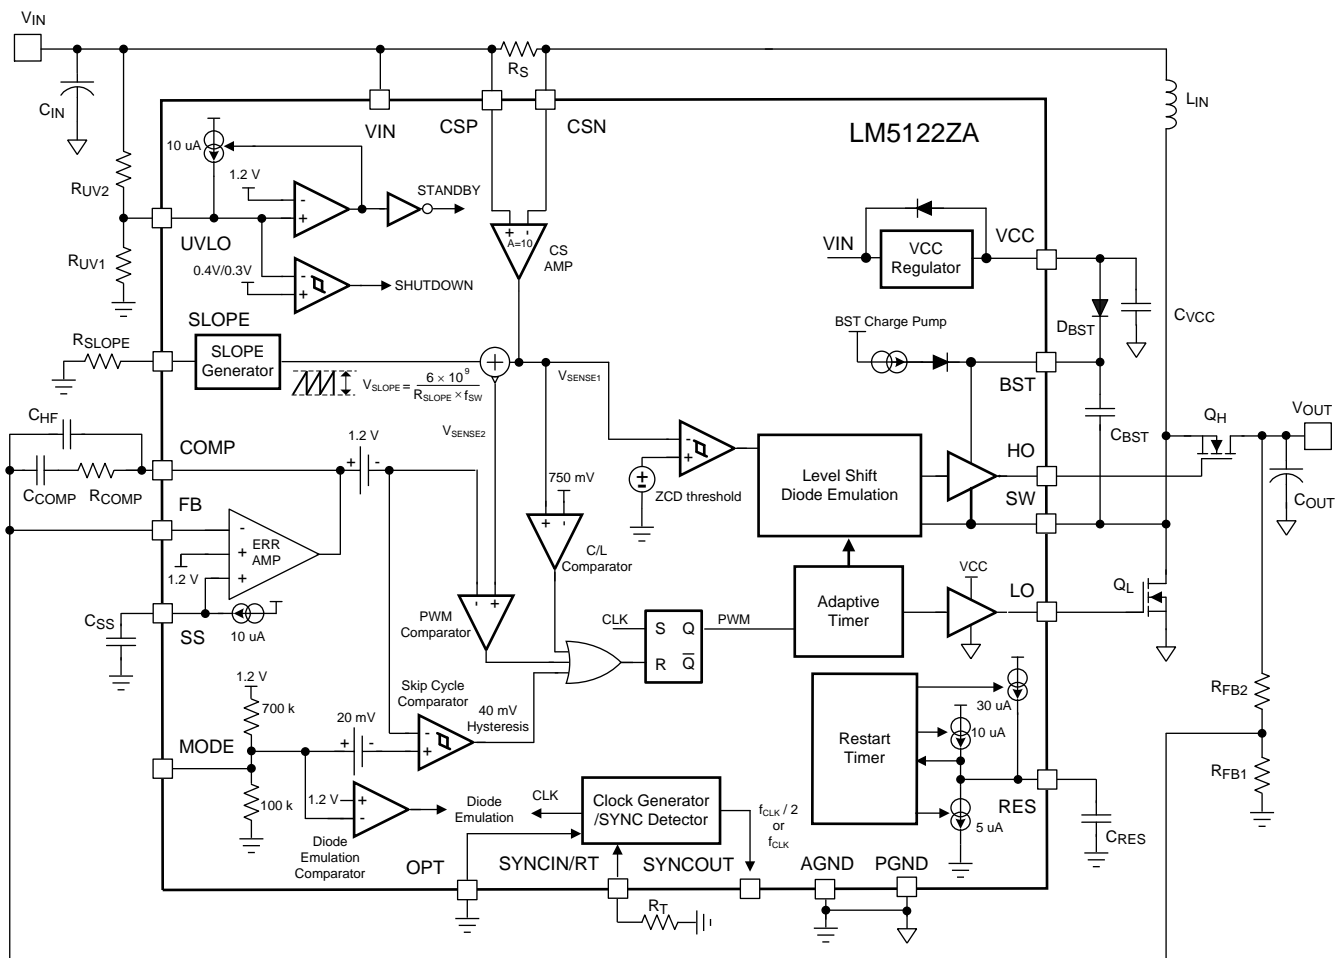 VIN
RS
CIN
LIN
VIN
CSP
CSN
LM5122ZA
10 uA
1.2 V
RUV2
-
+
STANDBY
UVLO
+ -
A=10
CS
AMP
VIN
VCC
Regulator
VCC
RUV1
0.4V/0.3V
-
+
SHUTDOWN
CVCC
DBST
BST Charge Pump
SLOPE
RSLOPE
SLOPE
Generator
+
VSLOPE = 6 × 10^9 / RSLOPE × fSW
VSENSE1
BST
CHF
VSENSE2
COMP
1.2 V
+ -
-
+
QH
VOUT
CBST
HO
CCOMP
RCOMP
750 mV
+
-
ZCD threshold
Level Shift
Diode Emulation
SW
COUT
FB
-
ERR
AMP
+
1.2 V
+
+ -
C/L
Comparator
VCC
LO
QL
CSS
SS
10 uA
- +
PWM
Comparator
CLK
S Q
R Q
PWM
Adaptive
Timer
1.2 V
700 k
Skip Cycle
Comparator
40 mV
Hysteresis
30 uA
RFB2
MODE
20 mV
+ -
-
+
Restart
Timer
10 uA
RES
RFB1
100 k
1.2 V
+
-
Diode
Emulation
CLK
Clock Generator
/SYNC Detector
fCLK / 2
or
fCLK
5 uA
CRES
Diode
Emulation
Comparator
OPT
SYNCIN/RT
SYNCOUT
AGND
PGND
RT